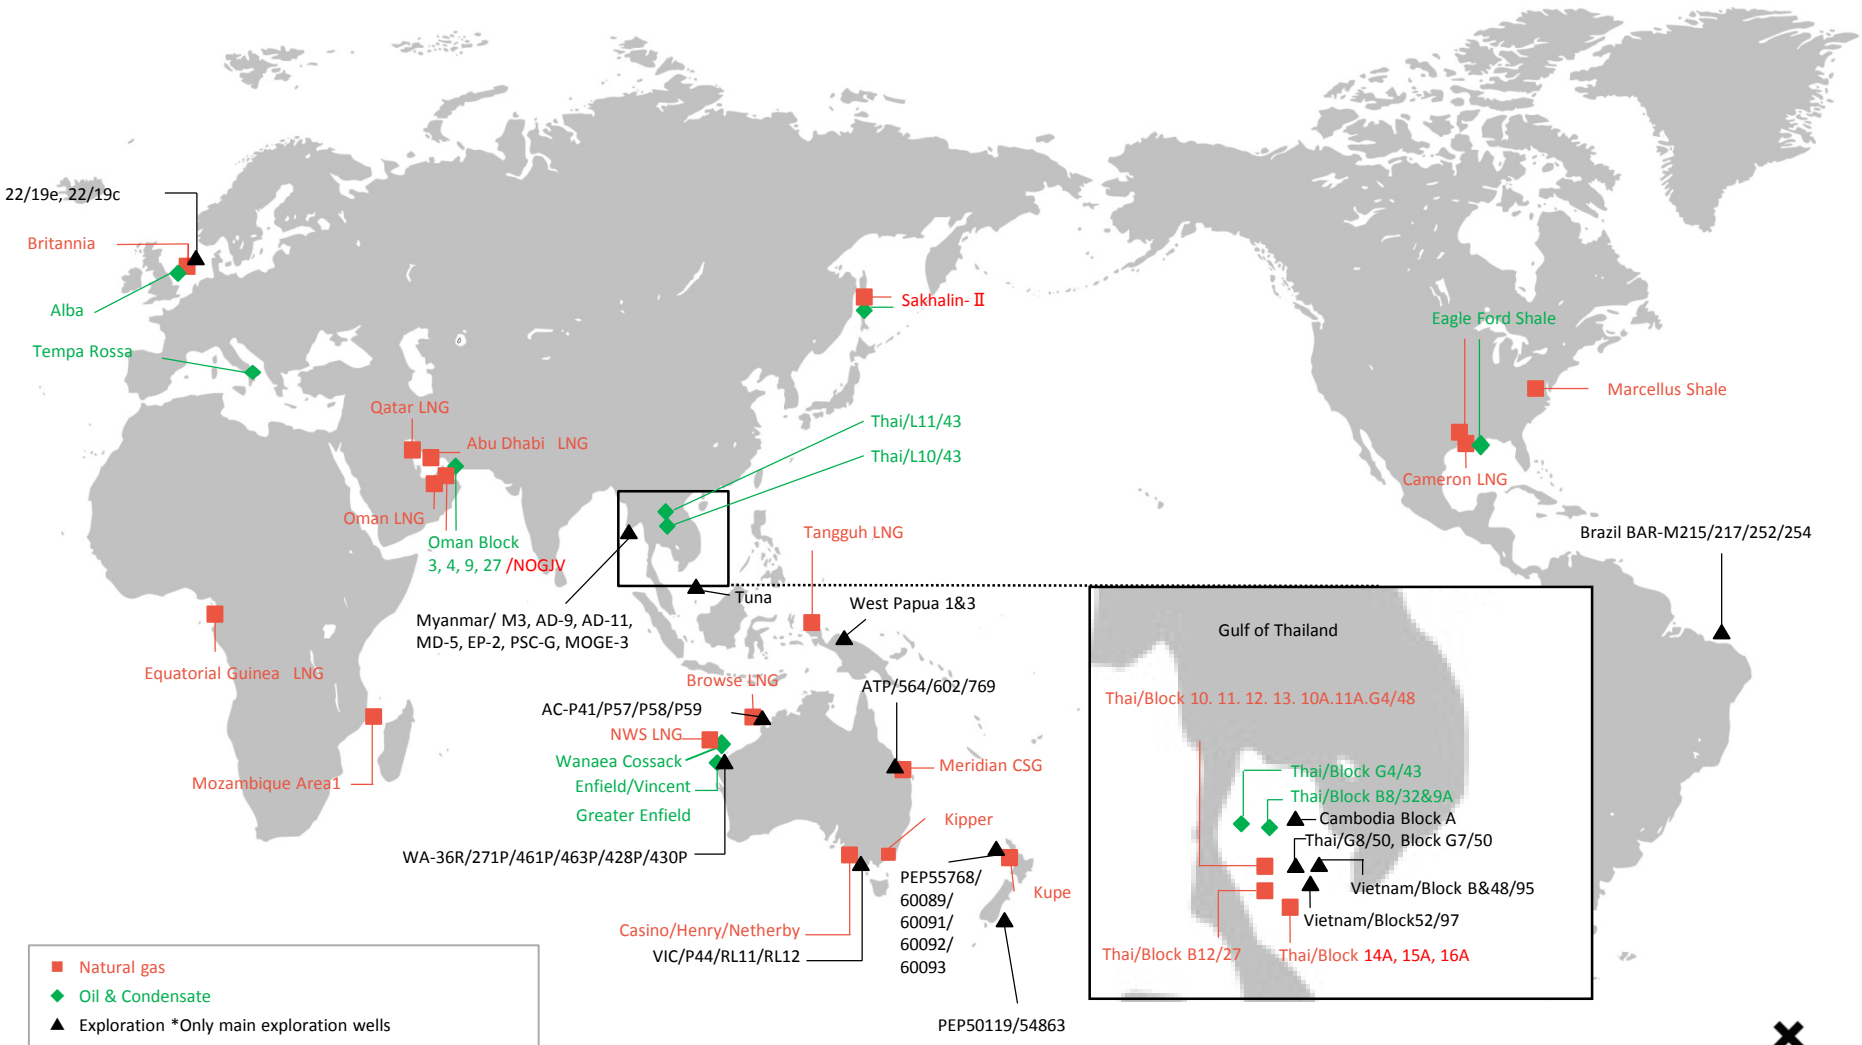 22/19e, 22/19c
Britannia
Alba
Tempa Rossa
Sakhalin-Ⅱ
Eagle Ford Shale
Marcellus Shale
Cameron LNG
Qatar LNG
Abu Dhabi LNG
Oman LNG
Oman Block
3, 4, 9, 27 /NOGJV
Thai/L11/43
Thai/L10/43
Tangguh LNG
Brazil BAR-M215/217/252/254
Tuna
West Papua 1&3
Myanmar/ M3, AD-9, AD-11,
MD-5, EP-2, PSC-G, MOGE-3
Equatorial Guinea LNG
Mozambique Area1
Browse LNG
ATP/564/602/769
AC-P41/P57/P58/P59
NWS LNG
Wanaea Cossack
Enfield/Vincent
Greater Enfield
Meridian CSG
Kipper
WA-36R/271P/461P/463P/428P/430P
PEP55768/
60089/
60091/
60092/
60093
Kupe
Casino/Henry/Netherby
VIC/P44/RL11/RL12
PEP50119/54863
Gulf of Thailand
Thai/Block 10. 11. 12. 13. 10A.11A.G4/48
Thai/Block G4/43
Thai/Block B8/32&9A
Cambodia Block A
Thai/G8/50, Block G7/50
Vietnam/Block B&48/95
Vietnam/Block52/97
Thai/Block B12/27
Thai/Block 14A, 15A, 16A
Natural gas
Oil & Condensate
Exploration *Only main exploration wells